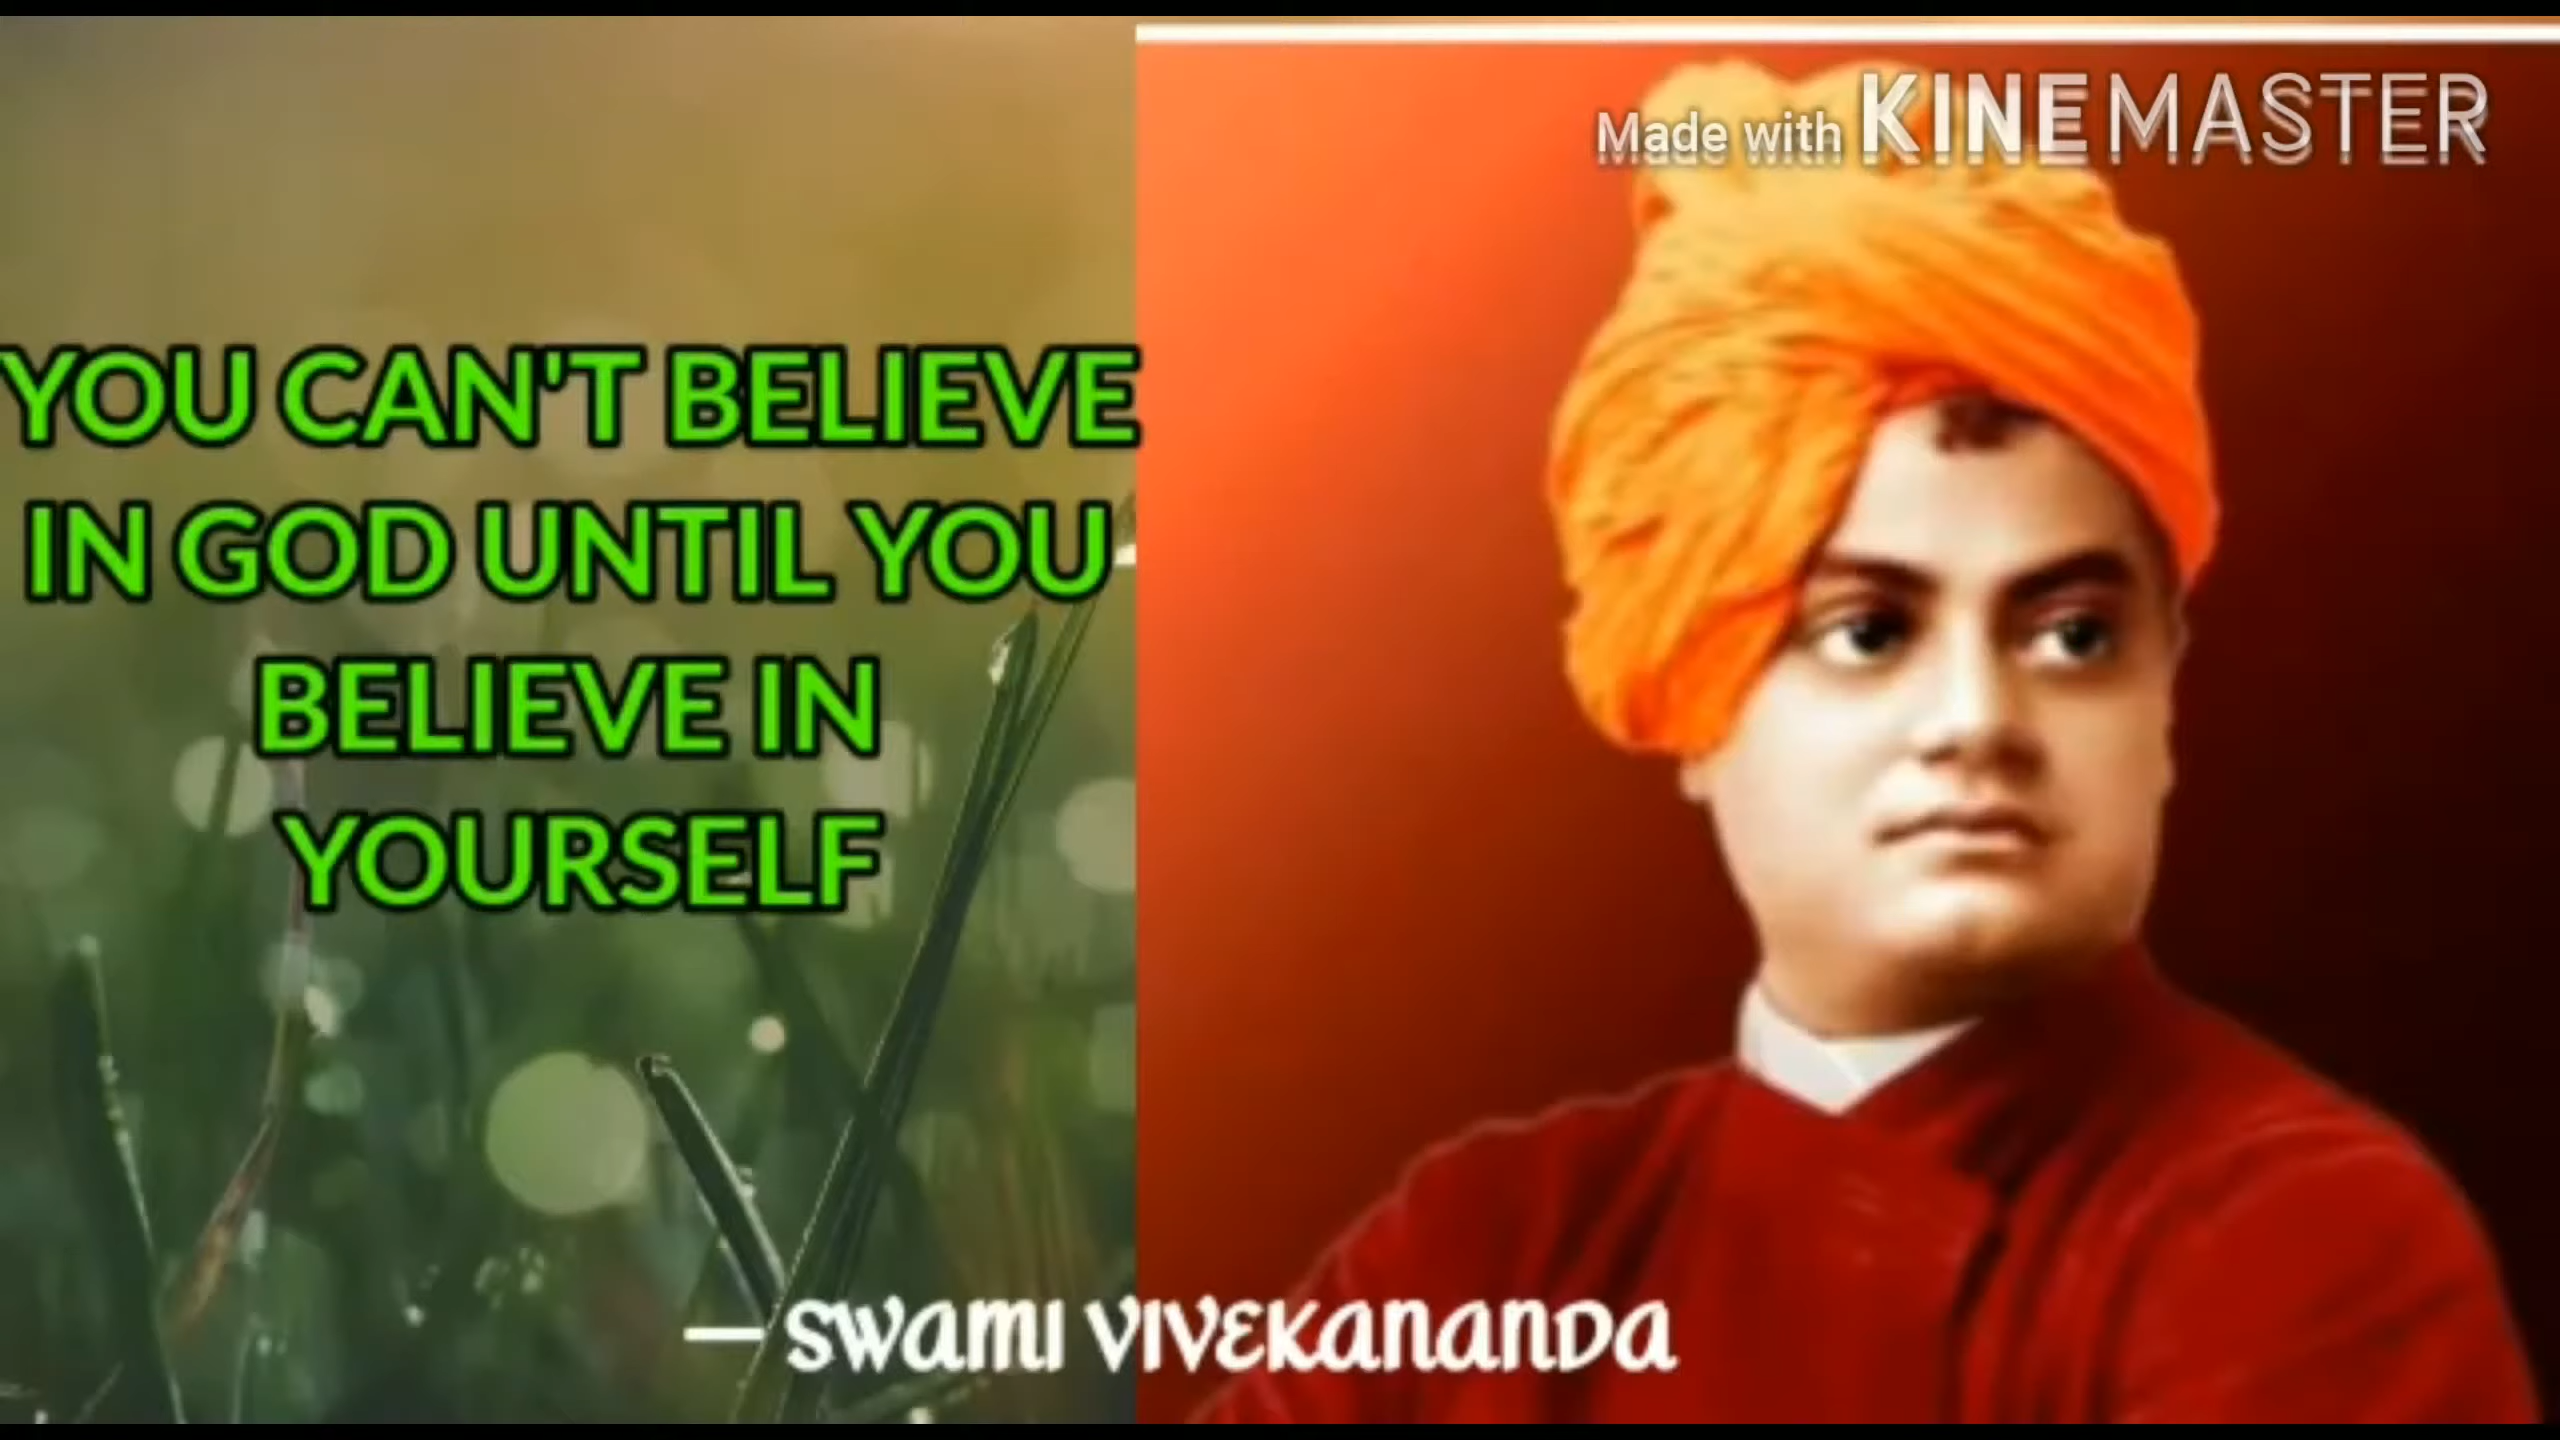 Made with KINEMASTER
YOU CAN'T BELIEVE
IN GOD UNTIL YOU
BELIEVE IN
YOURSELF
— SWAMI VIVEKANANDA